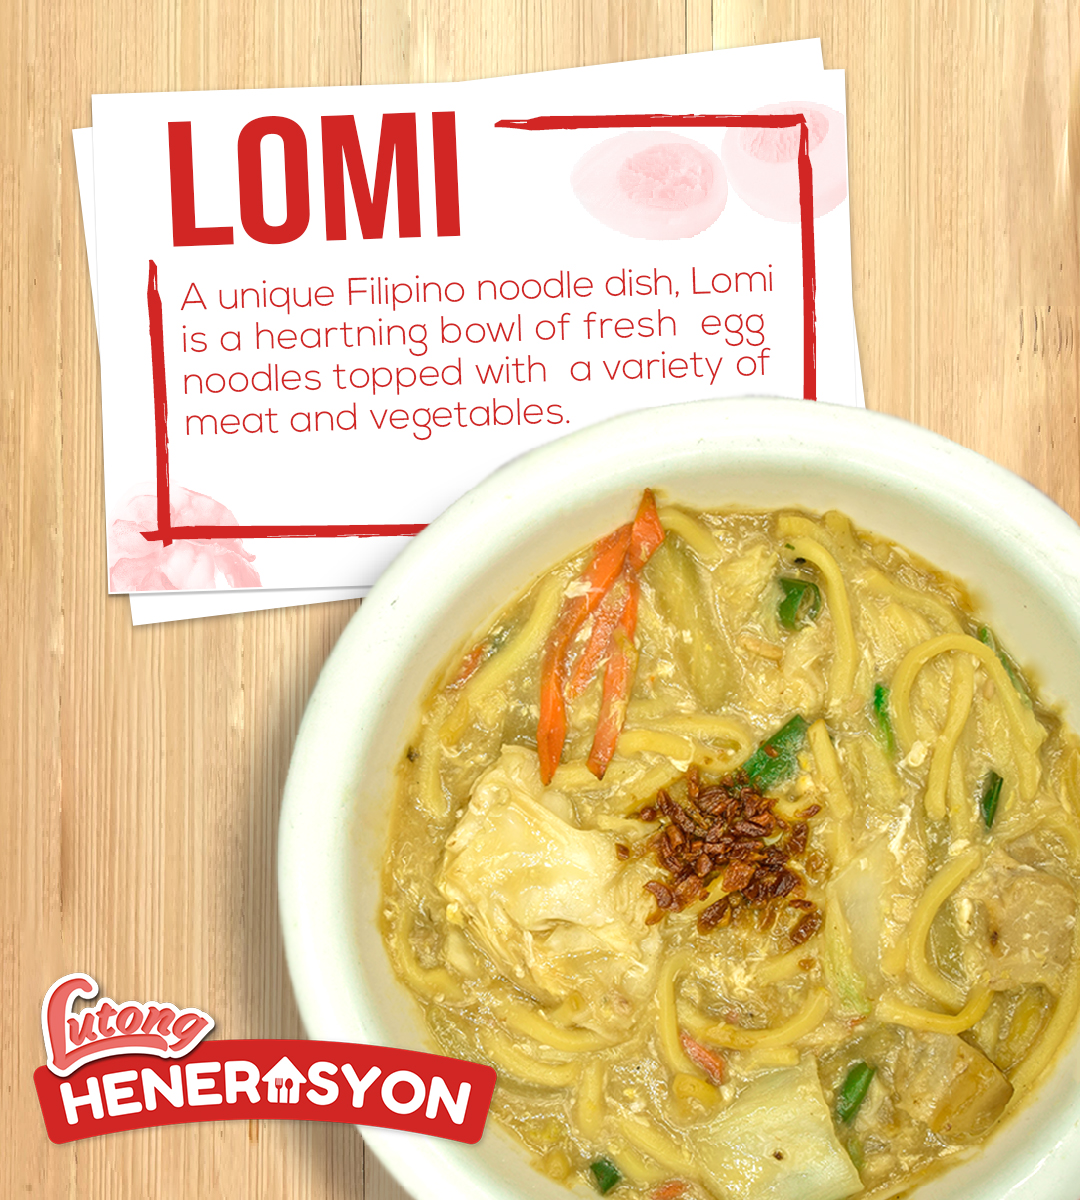 LOMI
A unique Filipino noodle dish, Lomi
is a heartning bowl of fresh egg
noodles topped with a variety of
meat and vegetables.
Lutong
HENERASYON